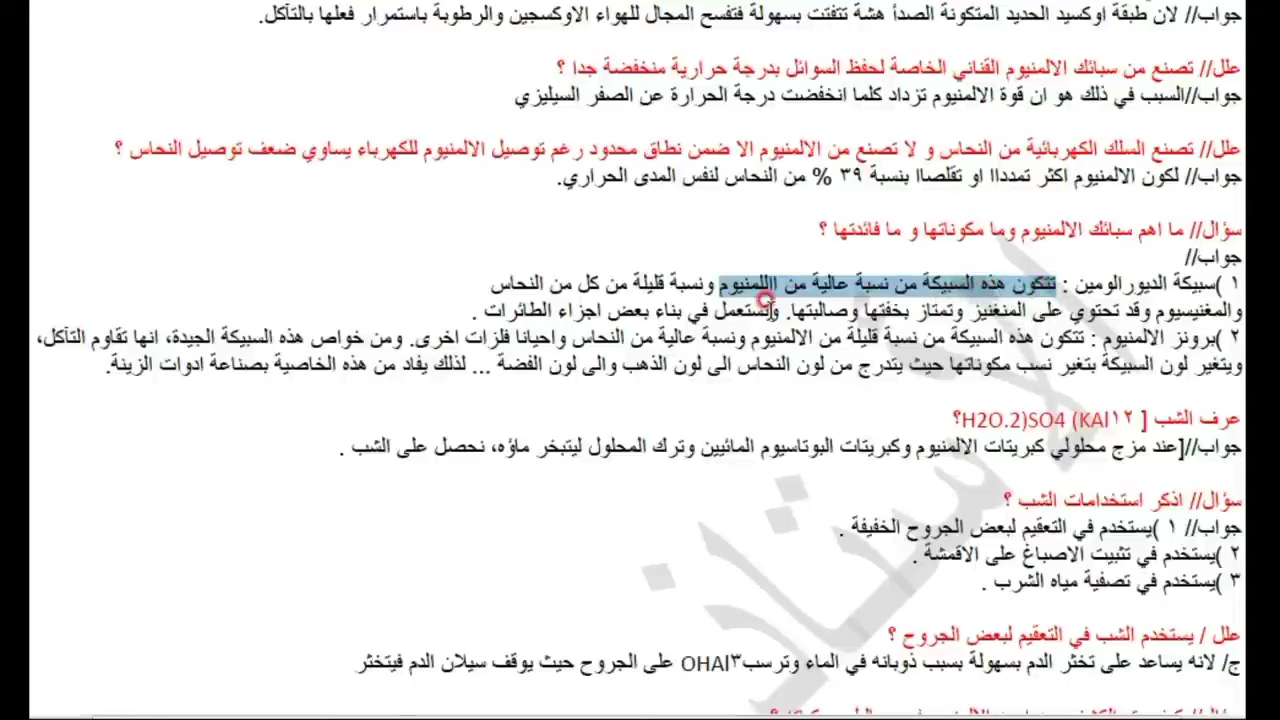 جواب// لان طبقة اوكسيد الحديد المتكونة الصدأ هشة تتفتت بسهولة فتفسح المجال للهواء الاوكسجين والرطوبة باستمرار فعلها بالتآكل.
علل// تصنع من سبائك الالمنيوم القناني الخاصة لحفظ السوائل بدرجة حرارية منخفضة جدا ؟
جواب//السبب في ذلك هو ان قوة الالمنيوم تزداد كلما انخفضت درجة الحرارة عن الصفر السيليزي
علل// تصنع السلك الكهربائية من النحاس و لا تصنع من الالمنيوم الا ضمن نطاق محدود رغم توصيل الالمنيوم للكهرباء يساوي ضعف توصيل النحاس ؟
جواب// لكون الالمنيوم اكثر تمدداا او تقلصاا بنسبة ٣٩ % من النحاس لنفس المدى الحراري.
سؤال// ما اهم سبائك الالمنيوم وما مكوناتها و ما فائدتها ؟
جواب//
١ )سبيكة الديورالومين : تتكون هذه السبيكة من نسبة عالية من االلمنيوم ونسبة قليلة من كل من النحاس
والمغنيسيوم وقد تحتوي على المنغنيز وتمتاز بخفتها وصالبتها. وتستعمل في بناء بعض اجزاء الطائرات .
٢ )برونز الالمنيوم : تتكون هذه السبيكة من نسبة قليلة من الالمنيوم ونسبة عالية من النحاس واحيانا فلزات اخرى. ومن خواص هذه السبيكة الجيدة، انها تقاوم التآكل،
ويتغير لون السبيكة بتغير نسب مكوناتها حيث يتدرج من لون النحاس الى لون الذهب والى لون الفضة ... لذلك يفاد من هذه الخاصية بصناعة ادوات الزينة.
عرف الشب [ ١٢H2O.2)SO4 (KAl؟
جواب//[عند مزج محلولي كبريتات الالمنيوم وكبريتات البوتاسيوم المائيين وترك المحلول ليتبخر ماؤه، نحصل على الشب .
سؤال// اذكر استخدامات الشب ؟
جواب// ١ )يستخدم في التعقيم لبعض الجروح الخفيفة .
٢ )يستخدم في تثبيت الاصباغ على الاقمشة .
٣ )يستخدم في تصفية مياه الشرب .
علل / يستخدم الشب في التعقيم لبعض الجروح ؟
ج/ لانه يساعد على تخثر الدم بسهولة بسبب ذوبانه في الماء وترسب٣OHAl على الجروح حيث يوقف سيلان الدم فيتخثر